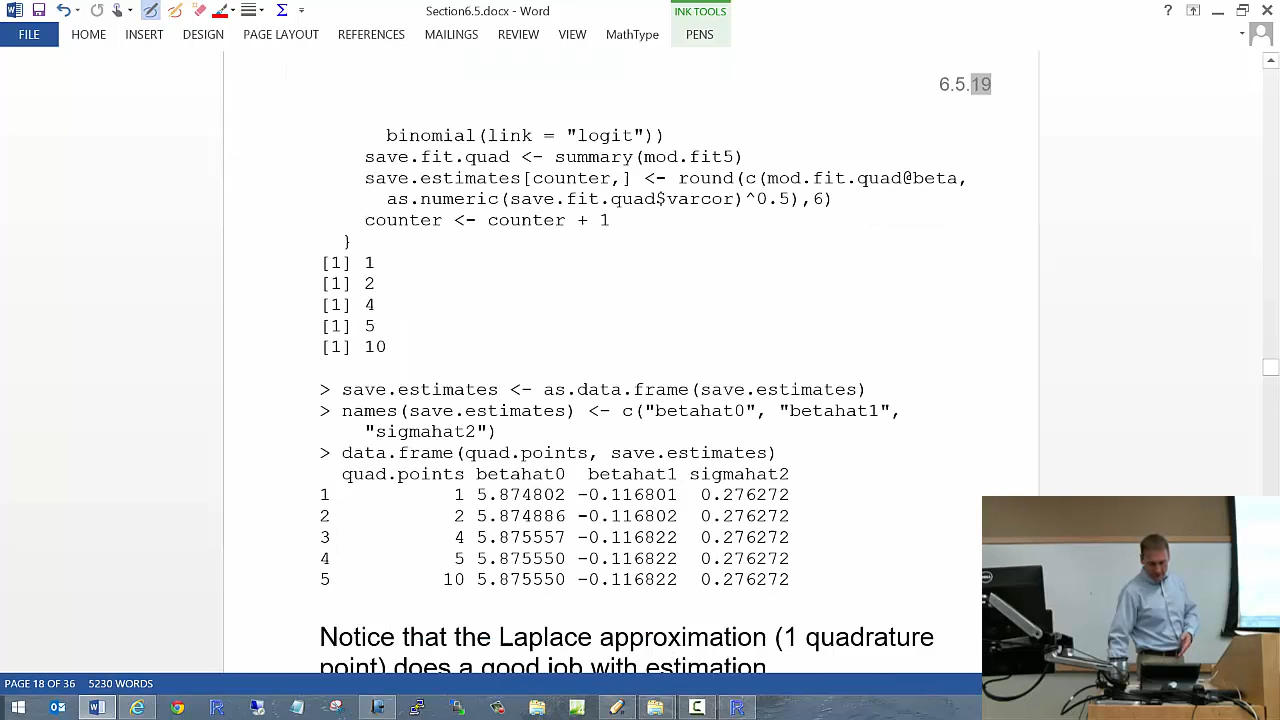 Section6.5.docx - Word
INK TOOLS
FILE
HOME
INSERT
DESIGN
PAGE LAYOUT
REFERENCES
MAILINGS
REVIEW
VIEW
MathType
PENS
6.5.19
binomial(link = "logit"))
save.fit.quad <- summary(mod.fit5)
save.estimates[counter,] <- round(c(mod.fit.quad@beta,
as.numeric(save.fit.quad$varcor)^0.5),6)
counter <- counter + 1
}
[1] 1
[1] 2
[1] 4
[1] 5
[1] 10
> save.estimates <- as.data.frame(save.estimates)
> names(save.estimates) <- c("betahat0", "betahat1",
"sigmahat2")
> data.frame(quad.points, save.estimates)
quad.points betahat0 betahat1 sigmahat2
1 1 5.874802 -0.116801 0.276272
2 2 5.874886 -0.116802 0.276272
3 4 5.875557 -0.116822 0.276272
4 5 5.875550 -0.116822 0.276272
5 10 5.875550 -0.116822 0.276272
Notice that the Laplace approximation (1 quadrature
point) does a good job with estimation
PAGE 18 OF 36 5230 WORDS